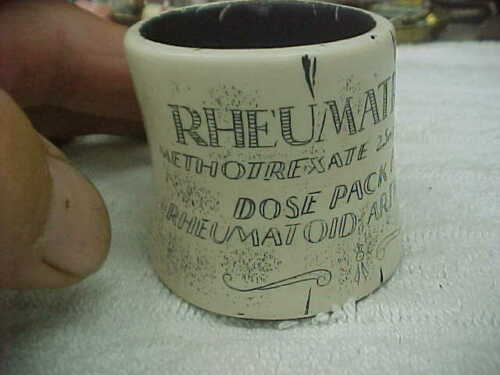 RHEUMAT
METHOTREXATE 2.5
DOSE PACK
RHEUMATOID ART